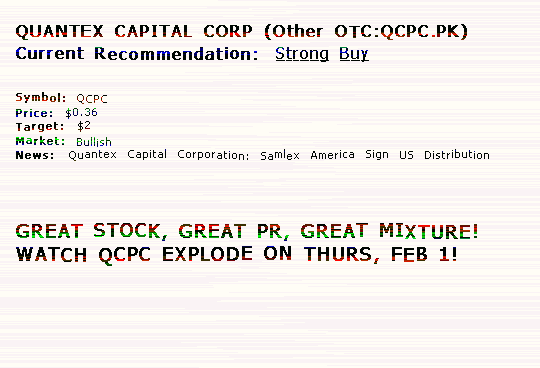 QUANTEX CAPITAL CORP (Other OTC:QCPC.PK)
Current Recommendation: Strong Buy
Symbol: QCPC
Price: $0.36
Target: $2
Market: Bullish
News: Quantex Capital Corporation: Samlex America Sign US Distribution
GREAT STOCK, GREAT PR, GREAT MIXTURE!
WATCH QCPC EXPLODE ON THURS, FEB 1!